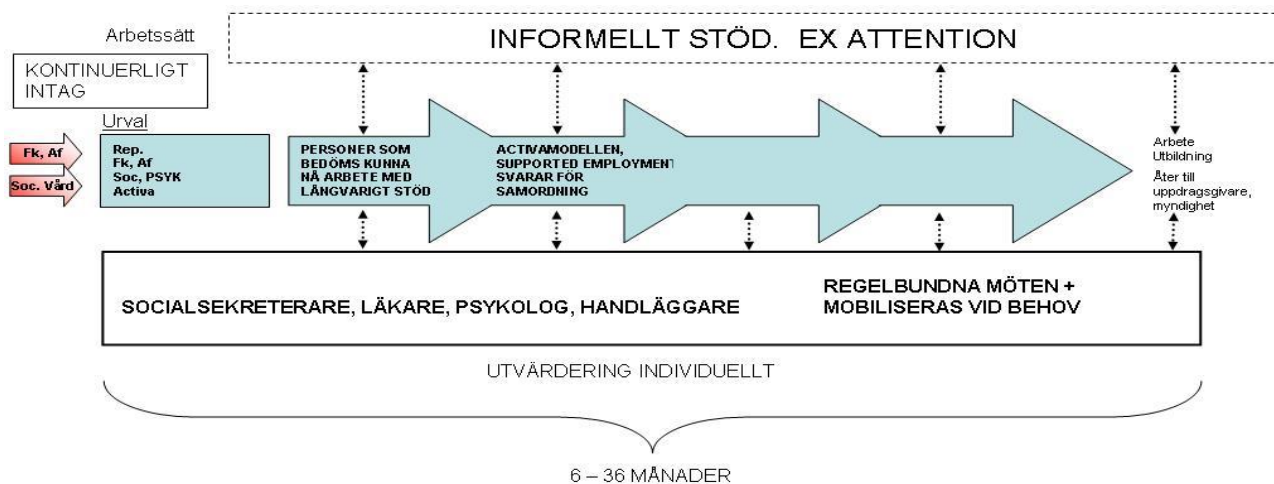 Arbetssätt
INFORMELLT STÖD. EX ATTENTION
KONTINUERLIGT
INTAG
Urval
Fk, Af
Soc. Vård
Rep.
Fk, Af
Soc, PSYK
Activa
PERSONER SOM
BEDÖMS KUNNA
NÅ ARBETE MED
LÅNGVARIGT STÖD
ACTIVAMODELLEN,
SUPPORTED EMPLOYMENT
SVARAR FÖR
SAMORDNING
Arbete
Utbildning
Åter till
uppdragsgivare,
myndighet
SOCIALSEKRETERARE, LÄKARE, PSYKOLOG, HANDLÄGGARE
REGELBUNDNA MÖTEN +
MOBILISERAS VID BEHOV
UTVÄRDERING INDIVIDUELLT
6 – 36 MÅNADER